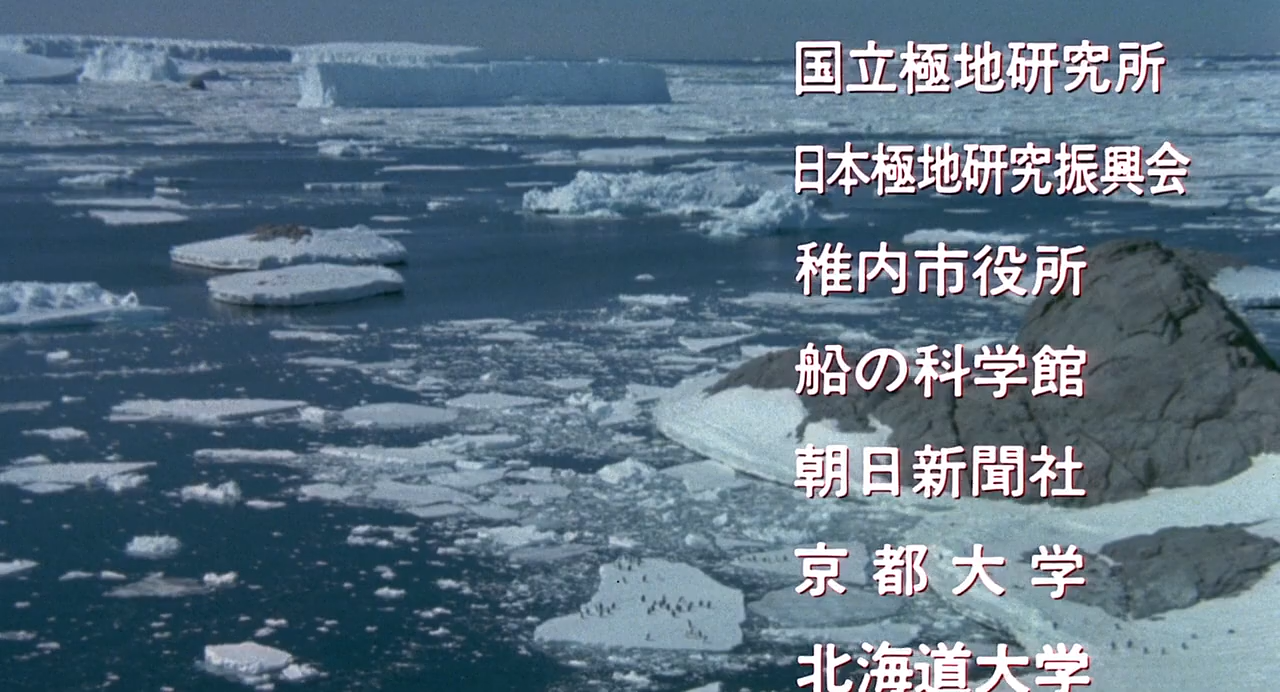 国立極地研究所
日本極地研究振興会
稚内市役所
船の科学館
朝日新聞社
京都大学
北海道大学